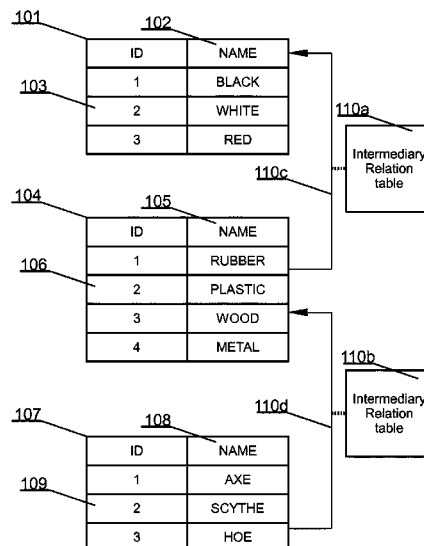 101
102
ID NAME
1 BLACK
103
2 WHITE
3 RED
110a
Intermediary
Relation
table
110c
104
105
ID NAME
1 RUBBER
106
2 PLASTIC
3 WOOD
4 METAL
110b
Intermediary
Relation
table
110d
107
108
ID NAME
1 AXE
109
2 SCYTHE
3 HOE